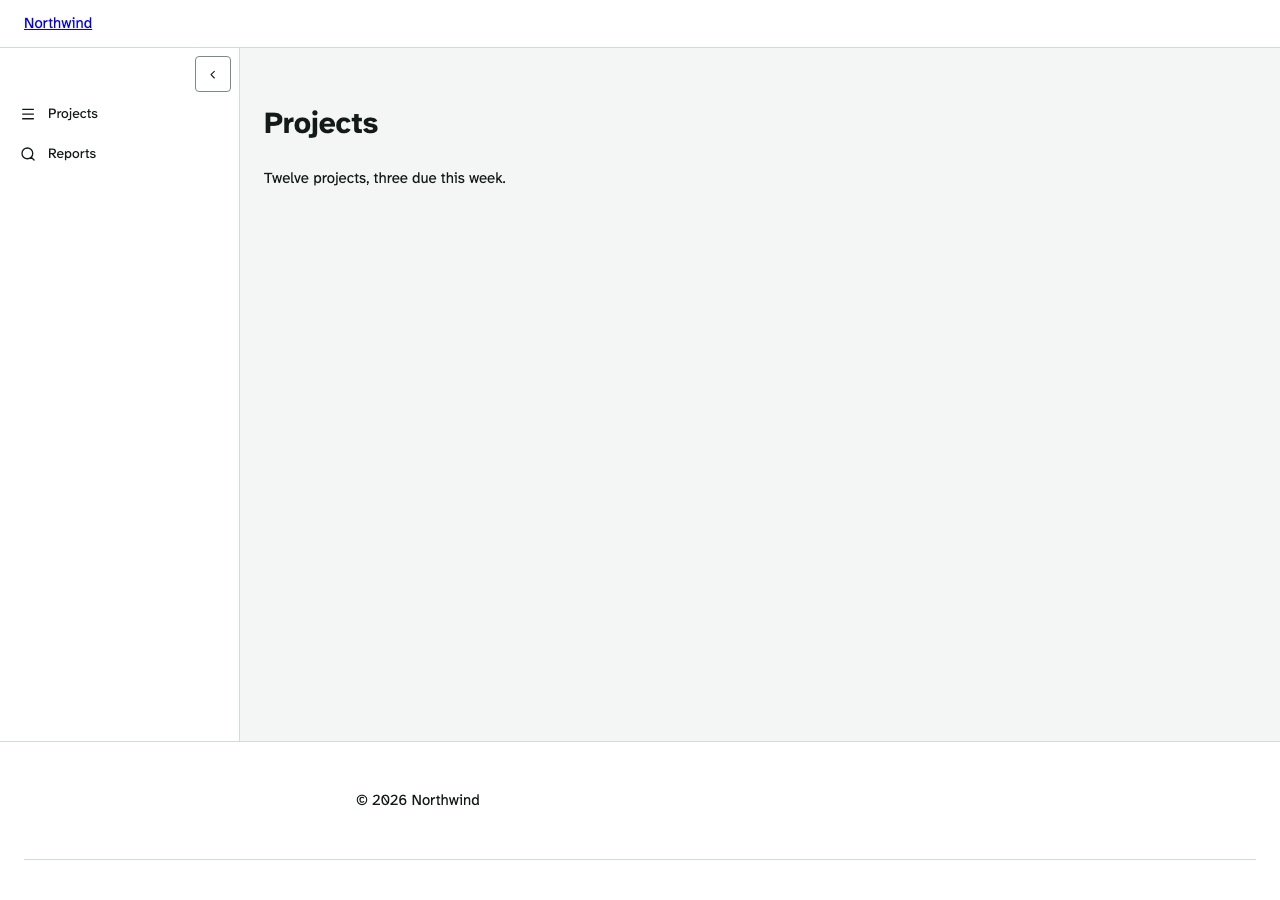 Northwind
Projects
Reports
Projects
Twelve projects, three due this week.
© 2026 Northwind